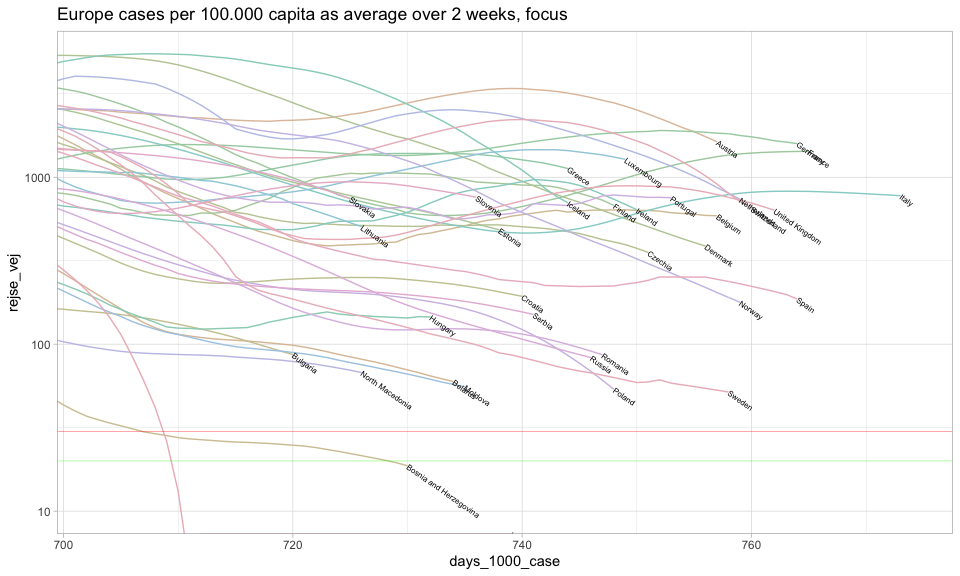 Europe cases per 100.000 capita as average over 2 weeks, focus
rejse_vej
1000
100
10
Germany
France
Austria
Greece
Luxembourg
Italy
Slovakia
Slovenia
Iceland
Finland
Ireland
Portugal
Belgium
United Kingdom
Lithuania
Estonia
Czechy
Denmark
Croatia
Serbia
Norway
Spain
Hungary
Bulgaria
North Macedonia
Belarus
Moldova
Romania
Russia
Poland
Sweden
Bosnia and Herzegovina
700
720
740
760
days_1000_case